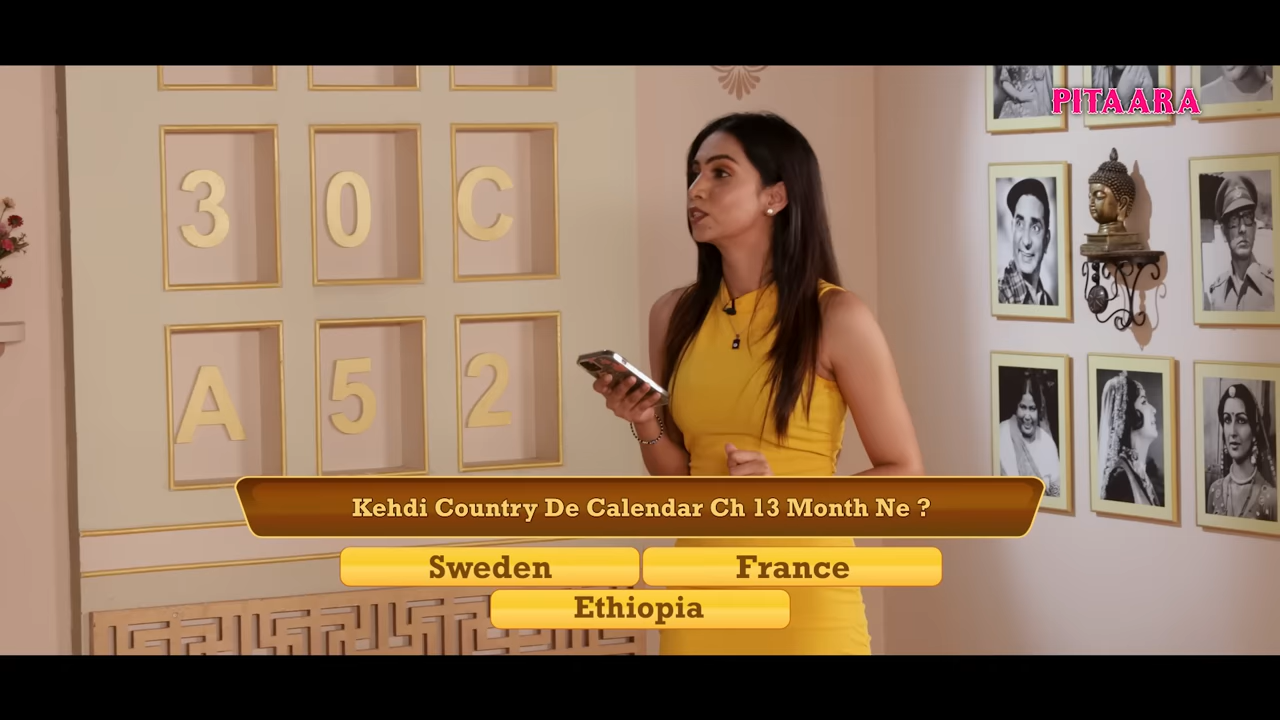 PITAARA
3 0 C
A 5 2
Kehdi Country De Calendar Ch 13 Month Ne ?
Sweden
France
Ethiopia